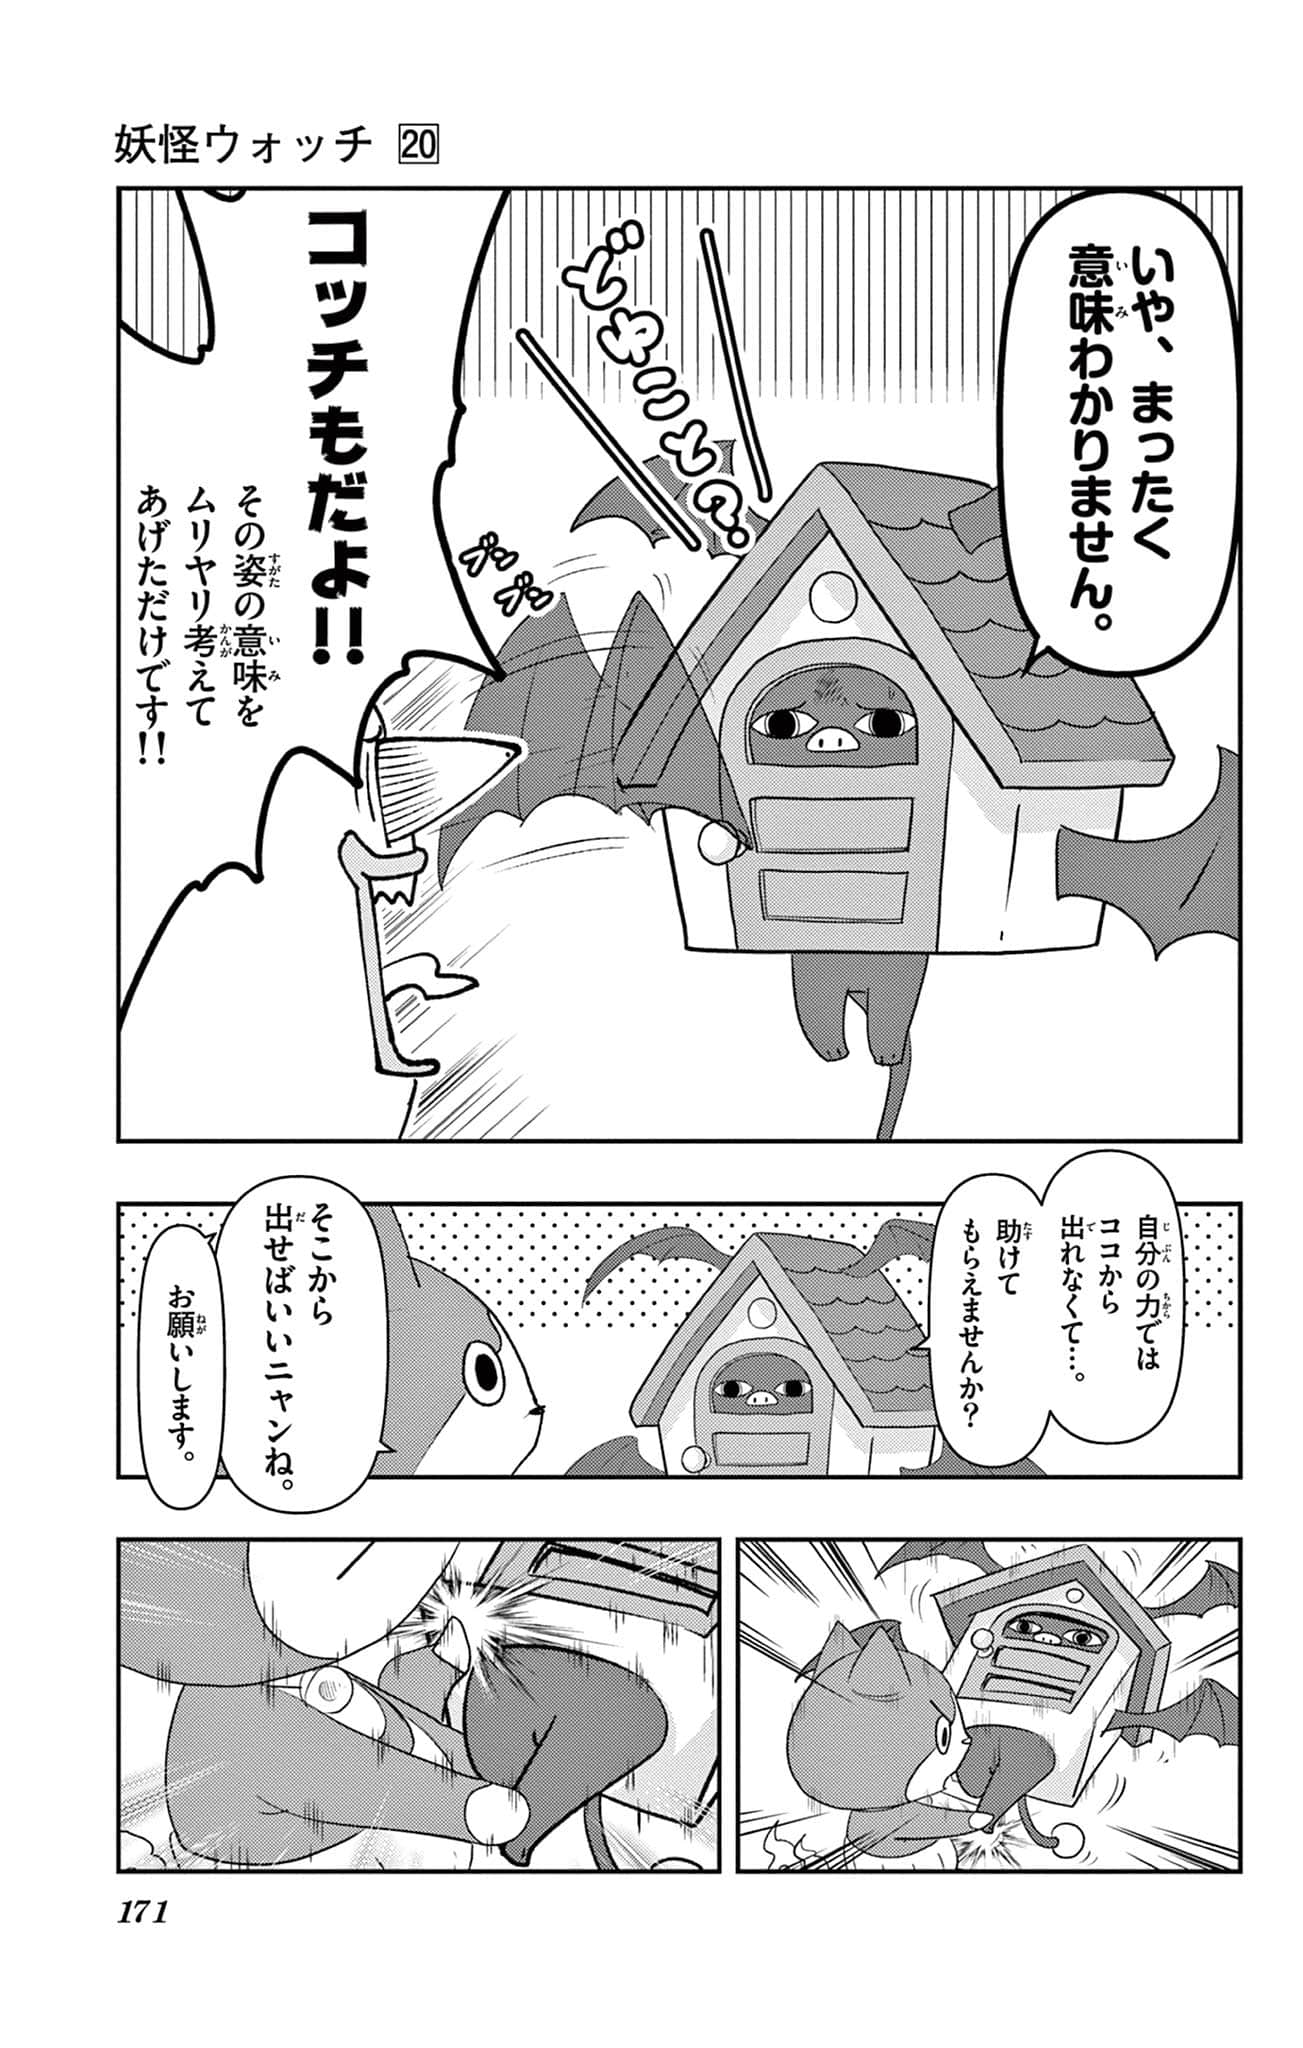 妖怪ウォッチ 20
いや、まったく
意味わかりません。
どゆこと?
ブンブン
コッチもだよ!!
その姿の意味を
ムリヤリ考えて
あげただけです!!
自分の力では
ココから
出れなくて…。
助けて
もらえませんか?
そこから
出せばいいニャンね。
お願いします。
171